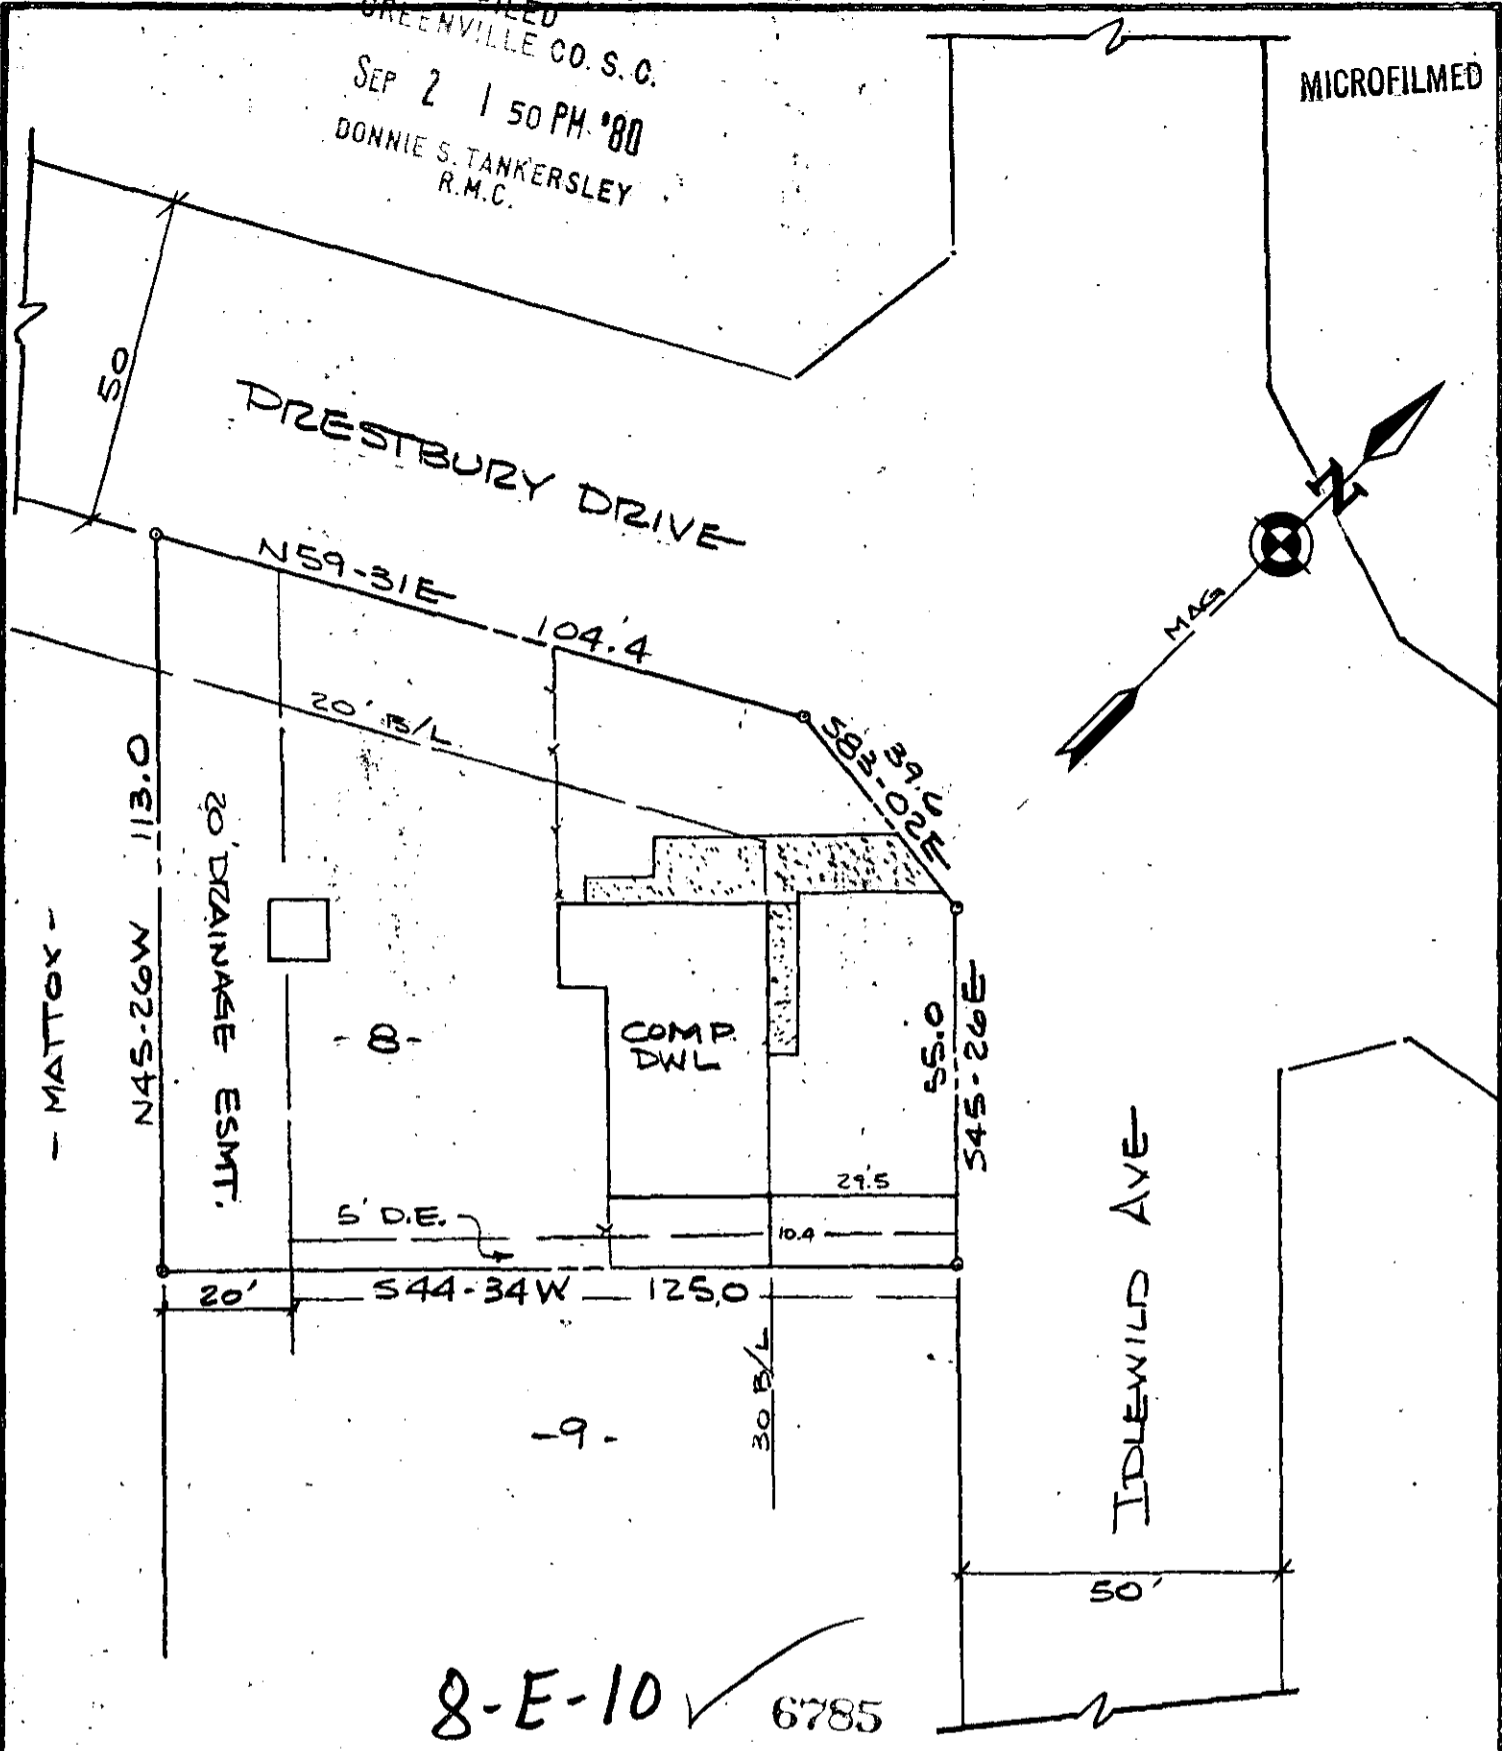 FILED
GREENVILLE CO. S. C.
SEP 2 1 50 PM '80
DONNIE S. TANKERSLEY
R.M.C.
MICROFILMED
50
PRESTBURY DRIVE
N59-31E
104.'4
MAG
N
20' B/L
39.6
S83-02E
N45-26W 113.0
20' DRAINAGE ESMT.
- MATTOX -
- 8 -
COMP.
DWL
55.0
S45-26E
29.5
5' D.E.
10.4
20'
S44-34W 125.0
30 B/L
- 9 -
IDLEWILD AVE
50'
8-E-10
6785